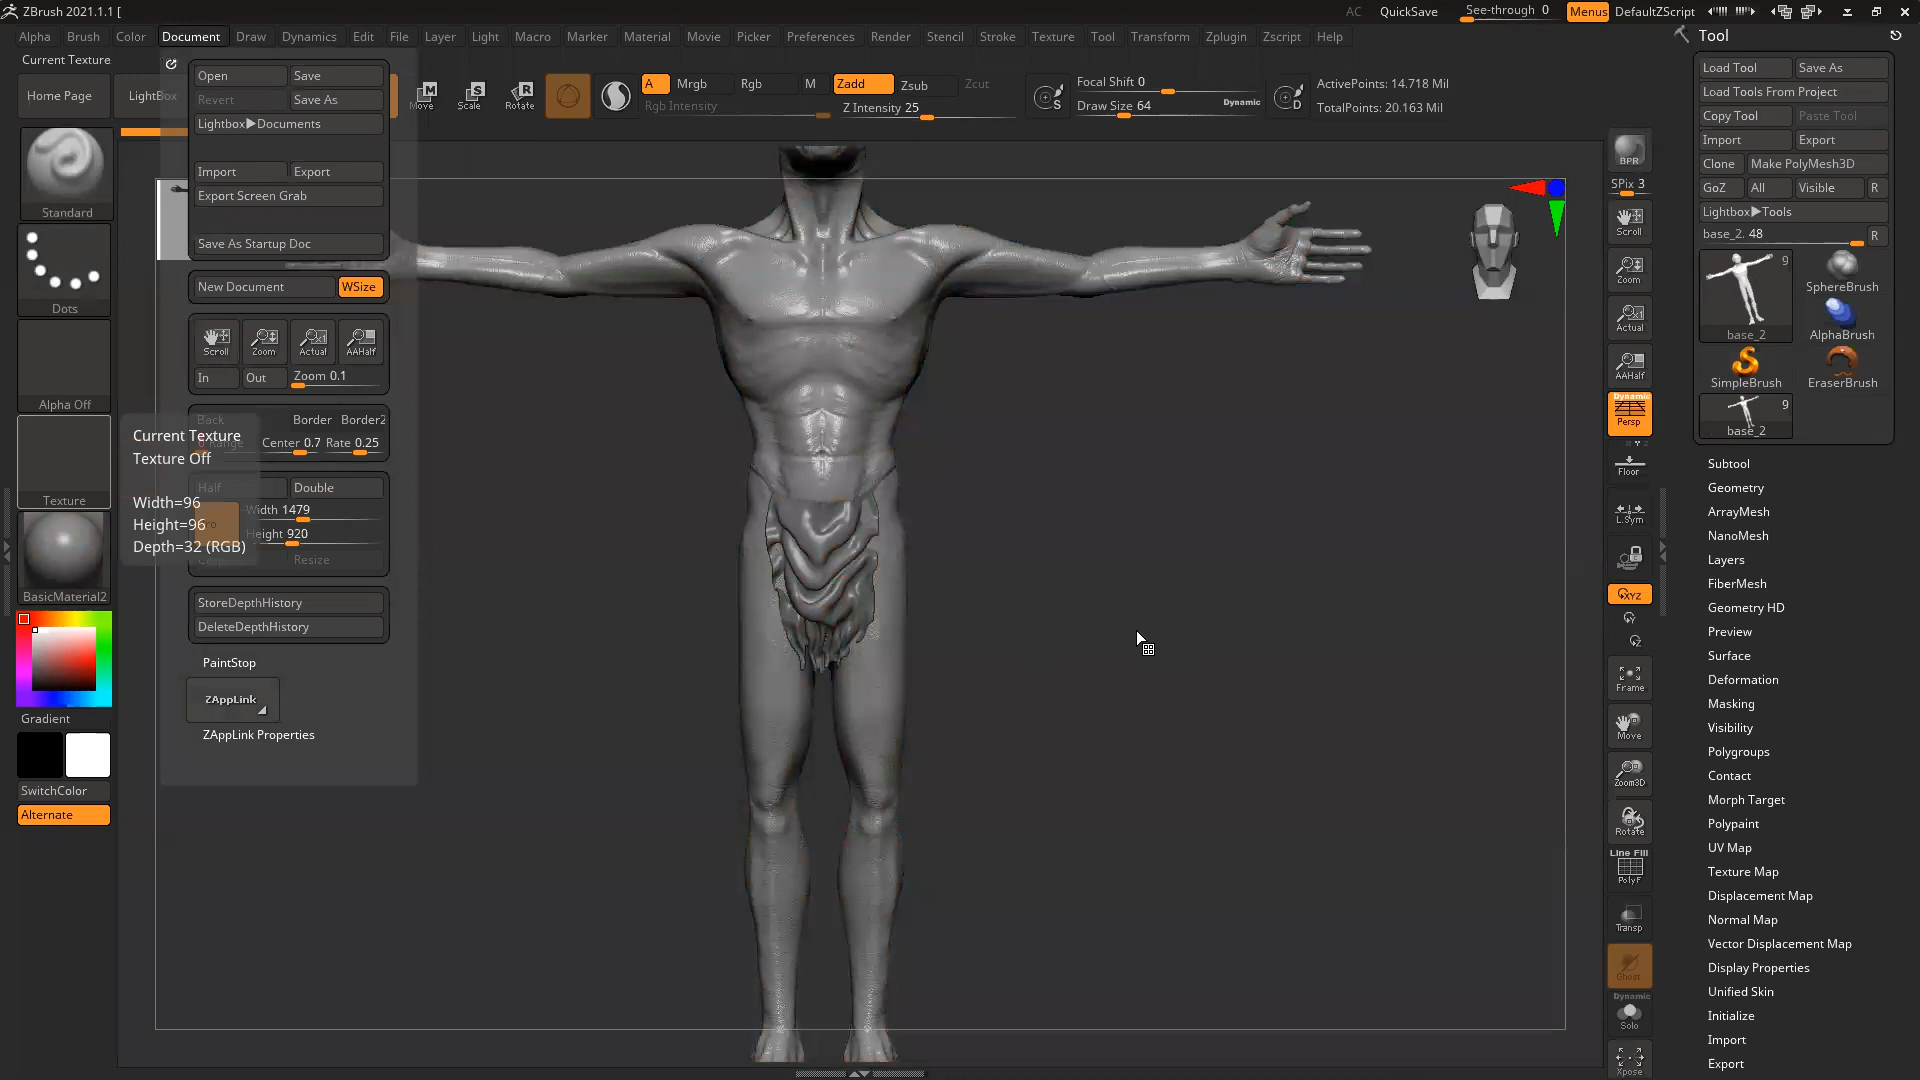 ZBrush 2021.1.1 [
AC QuickSave See-through 0 Menus DefaultZScript
Alpha Brush Color Document Draw Dynamics Edit File Layer Light Macro Marker Material Movie Picker Preferences Render Stencil Stroke Texture Tool Transform Zplugin Zscript Help
Current Texture
Home Page LightBox
Open Save
Revert Save As
Lightbox▶Documents
Import Export
Export Screen Grab
Save As Startup Doc
New Document WSize
Scroll Zoom Actual AAHalf
In Out Zoom 0.1
Back Border Border2
Range Center 0.7 Rate 0.25
Half Double
Width 1479
Height 920
Resize
StoreDepthHistory
DeleteDepthHistory
PaintStop
ZAppLink
ZAppLink Properties
M Move
S Scale
R Rotate
A Mrgb Rgb M Zadd Zsub Zcut
Rgb Intensity Z Intensity 25
S Focal Shift 0
Draw Size 64 Dynamic
D
ActivePoints: 14.718 Mil
TotalPoints: 20.163 Mil
Standard
Dots
Alpha Off
Texture
BasicMaterial2
Gradient
SwitchColor
Alternate
Current Texture
Texture Off
Width=96
Height=96
Depth=32 (RGB)
BPR
SPix 3
Scroll
Zoom
Actual
AAHalf
Dynamic
Persp
Floor
L.Sym
XYZ
Frame
Move
Zoom3D
Rotate
Line Fill
PolyF
Transp
Ghost
Dynamic
Solo
Xpose
Tool
Load Tool Save As
Load Tools From Project
Copy Tool Paste Tool
Import Export
Clone Make PolyMesh3D
GoZ All Visible R
Lightbox▶Tools
base_2. 48 R
9
base_2
SphereBrush
AlphaBrush
SimpleBrush EraserBrush
9
base_2
Subtool
Geometry
ArrayMesh
NanoMesh
Layers
FiberMesh
Geometry HD
Preview
Surface
Deformation
Masking
Visibility
Polygroups
Contact
Morph Target
Polypaint
UV Map
Texture Map
Displacement Map
Normal Map
Vector Displacement Map
Display Properties
Unified Skin
Initialize
Import
Export